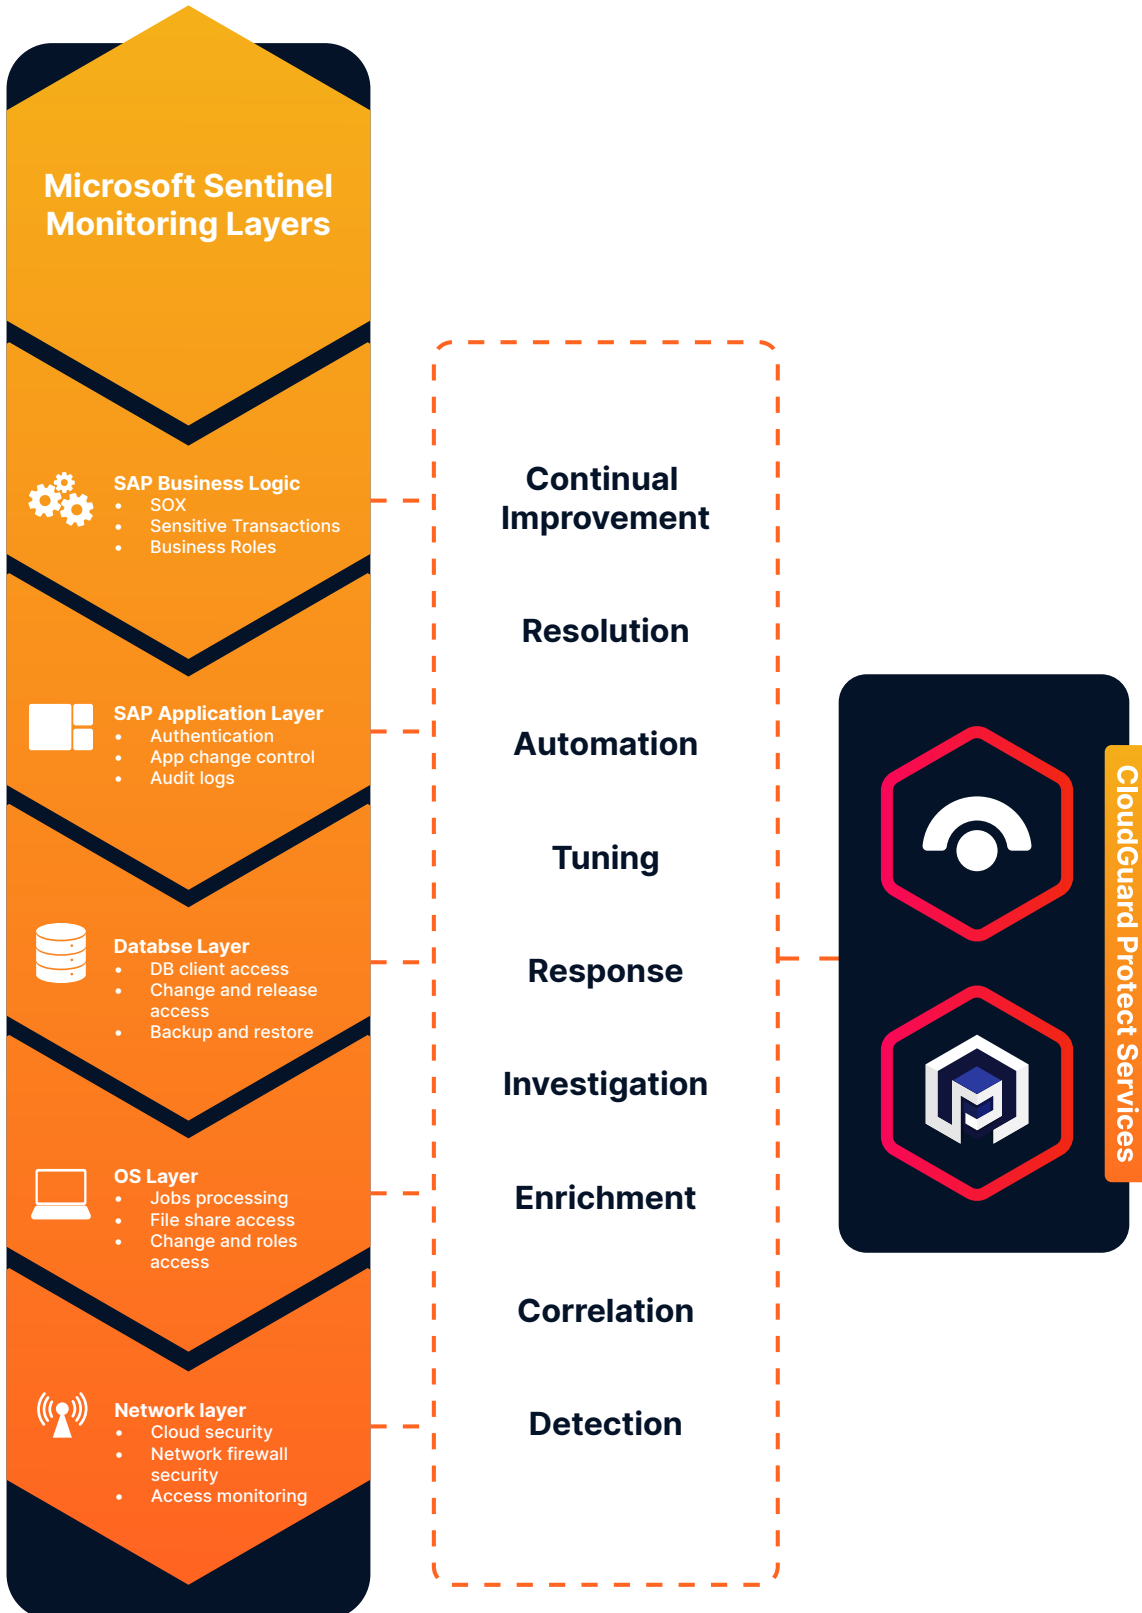 Microsoft Sentinel
Monitoring Layers
SAP Business Logic
• SOX
• Sensitive Transactions
• Business Roles
SAP Application Layer
• Authentication
• App change control
• Audit logs
Databse Layer
• DB client access
• Change and release
access
• Backup and restore
OS Layer
• Jobs processing
• File share access
• Change and roles
access
Network layer
• Cloud security
• Network firewall
security
• Access monitoring
Continual
Improvement
Resolution
Automation
Tuning
Response
Investigation
Enrichment
Correlation
Detection
CloudGuard Protect Services